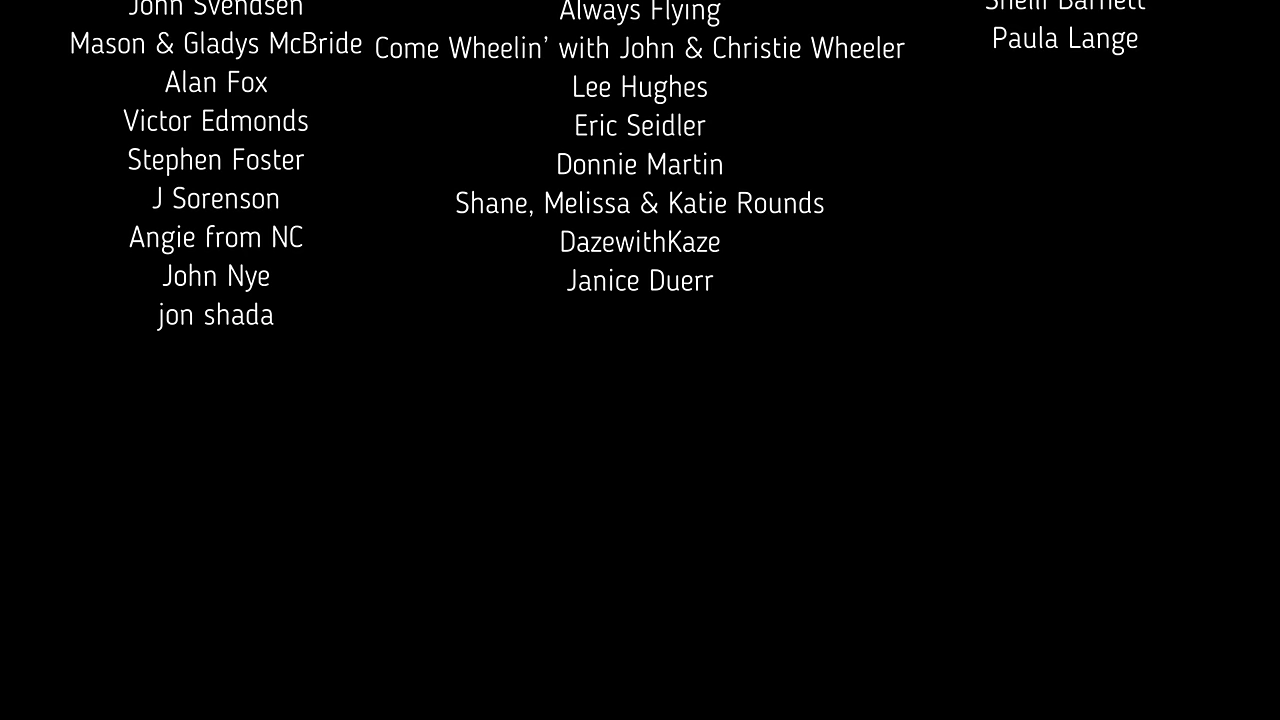 John Svendsen
Mason & Gladys McBride
Alan Fox
Victor Edmonds
Stephen Foster
J Sorenson
Angie from NC
John Nye
jon shada
Always Flying
Come Wheelin’ with John & Christie Wheeler
Lee Hughes
Eric Seidler
Donnie Martin
Shane, Melissa & Katie Rounds
DazewithKaze
Janice Duerr
Barnett
Paula Lange